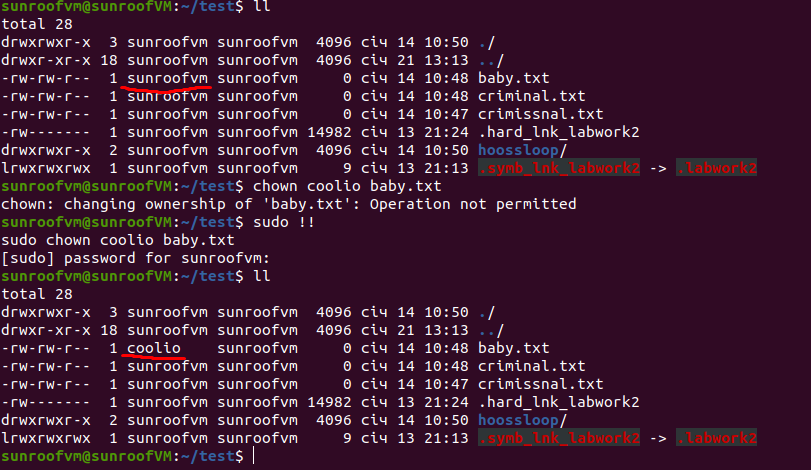 sunroofvm@sunroofVM:~/test$ ll
total 28
drwxrwxr-x  3 sunroofvm sunroofvm  4096 січ 14 10:50 ./
drwxr-xr-x 18 sunroofvm sunroofvm  4096 січ 21 13:13 ../
-rw-rw-r--  1 sunroofvm sunroofvm     0 січ 14 10:48 baby.txt
-rw-rw-r--  1 sunroofvm sunroofvm     0 січ 14 10:48 criminal.txt
-rw-rw-r--  1 sunroofvm sunroofvm     0 січ 14 10:47 crimissnal.txt
-rw-------  1 sunroofvm sunroofvm 14982 січ 13 21:24 .hard_lnk_labwork2
drwxrwxr-x  2 sunroofvm sunroofvm  4096 січ 14 10:50 hoossloop/
lrwxrwxrwx  1 sunroofvm sunroofvm     9 січ 13 21:13 .symb_lnk_labwork2 -> .labwork2
sunroofvm@sunroofVM:~/test$ chown coolio baby.txt
chown: changing ownership of 'baby.txt': Operation not permitted
sunroofvm@sunroofVM:~/test$ sudo !!
sudo chown coolio baby.txt
[sudo] password for sunroofvm:
sunroofvm@sunroofVM:~/test$ ll
total 28
drwxrwxr-x  3 sunroofvm sunroofvm  4096 січ 14 10:50 ./
drwxr-xr-x 18 sunroofvm sunroofvm  4096 січ 21 13:13 ../
-rw-rw-r--  1 coolio    sunroofvm     0 січ 14 10:48 baby.txt
-rw-rw-r--  1 sunroofvm sunroofvm     0 січ 14 10:48 criminal.txt
-rw-rw-r--  1 sunroofvm sunroofvm     0 січ 14 10:47 crimissnal.txt
-rw-------  1 sunroofvm sunroofvm 14982 січ 13 21:24 .hard_lnk_labwork2
drwxrwxr-x  2 sunroofvm sunroofvm  4096 січ 14 10:50 hoossloop/
lrwxrwxrwx  1 sunroofvm sunroofvm     9 січ 13 21:13 .symb_lnk_labwork2 -> .labwork2
sunroofvm@sunroofVM:~/test$